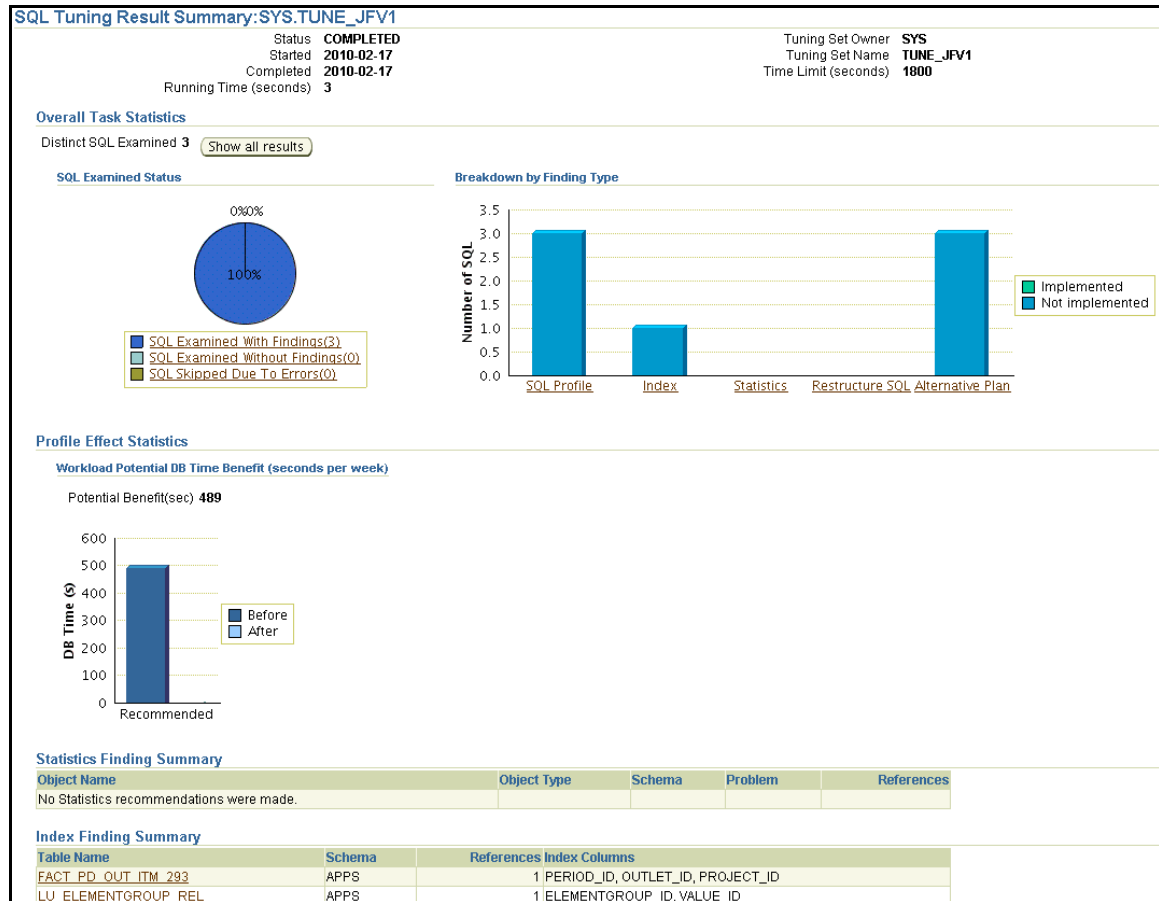 SQL Tuning Result Summary:SYS.TUNE_JFV1
Status COMPLETED
Started 2010-02-17
Completed 2010-02-17
Running Time (seconds) 3
Tuning Set Owner SYS
Tuning Set Name TUNE_JFV1
Time Limit (seconds) 1800
Overall Task Statistics
Distinct SQL Examined 3 Show all results
SQL Examined Status
0%0%
100%
SQL Examined With Findings(3)
SQL Examined Without Findings(0)
SQL Skipped Due To Errors(0)
Breakdown by Finding Type
Number of SQL
3.5
3.0
2.5
2.0
1.5
1.0
0.5
0.0
SQL Profile Index Statistics Restructure SQL Alternative Plan
Implemented
Not implemented
Profile Effect Statistics
Workload Potential DB Time Benefit (seconds per week)
Potential Benefit(sec) 489
DB Time (s)
600
500
400
300
200
100
0
Recommended
Before
After
Statistics Finding Summary
Object Name Object Type Schema Problem References
No Statistics recommendations were made.
Index Finding Summary
Table Name Schema References Index Columns
FACT_PD_OUT_ITM_293 APPS 1 PERIOD_ID, OUTLET_ID, PROJECT_ID
LU_ELEMENTGROUP_REL APPS 1 ELEMENTGROUP_ID, VALUE_ID